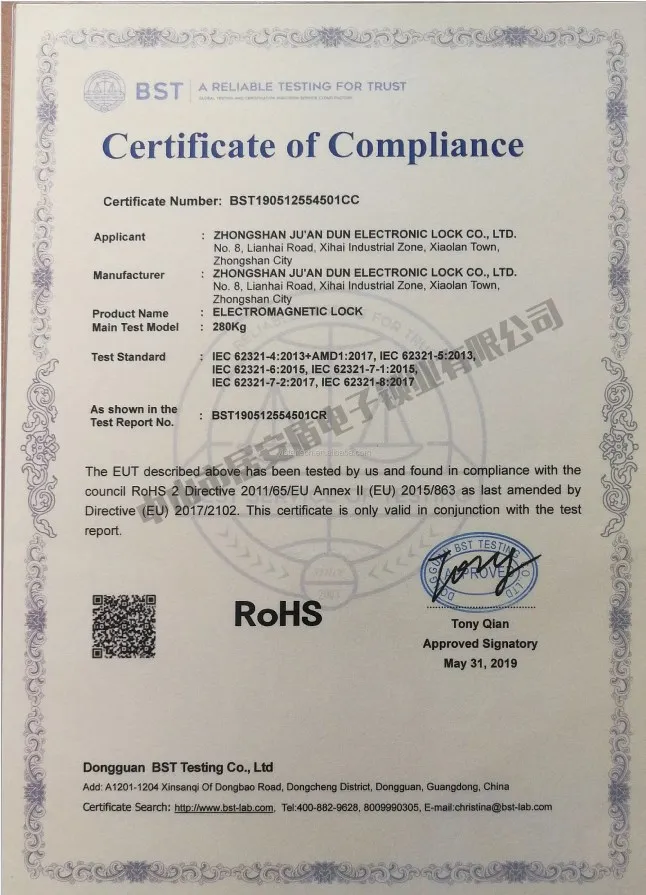 BST A RELIABLE TESTING FOR TRUST
Certificate of Compliance
Certificate Number: BST190512554501CC
Applicant : ZHONGSHAN JU'AN DUN ELECTRONIC LOCK CO., LTD.
No. 8, Lianhai Road, Xihai Industrial Zone, Xiaolan Town,
Zhongshan City
Manufacturer : ZHONGSHAN JU'AN DUN ELECTRONIC LOCK CO., LTD.
No. 8, Lianhai Road, Xihai Industrial Zone, Xiaolan Town,
Zhongshan City
Product Name : ELECTROMAGNETIC LOCK
Main Test Model : 280Kg
Test Standard : IEC 62321-4:2013+AMD1:2017, IEC 62321-5:2013,
IEC 62321-6:2015, IEC 62321-7-1:2015,
IEC 62321-7-2:2017, IEC 62321-8:2017
As shown in the
Test Report No. : BST190512554501CR
中山市居安盾电子锁业有限公司
The EUT described above has been tested by us and found in compliance with the
council RoHS 2 Directive 2011/65/EU Annex II (EU) 2015/863 as last amended by
Directive (EU) 2017/2102. This certificate is only valid in conjunction with the test
report.
DONGGUAN BST TESTING CO.,LTD
APPROVED
Tony
RoHS
Tony Qian
Approved Signatory
May 31, 2019
Dongguan BST Testing Co., Ltd
Add: A1201-1204 Xinsanqi Of Dongbao Road, Dongcheng District, Dongguan, Guangdong, China
Certificate Search: http://www.bst-lab.com, Tel:400-882-9628, 8009990305, E-mail:christina@bst-lab.com